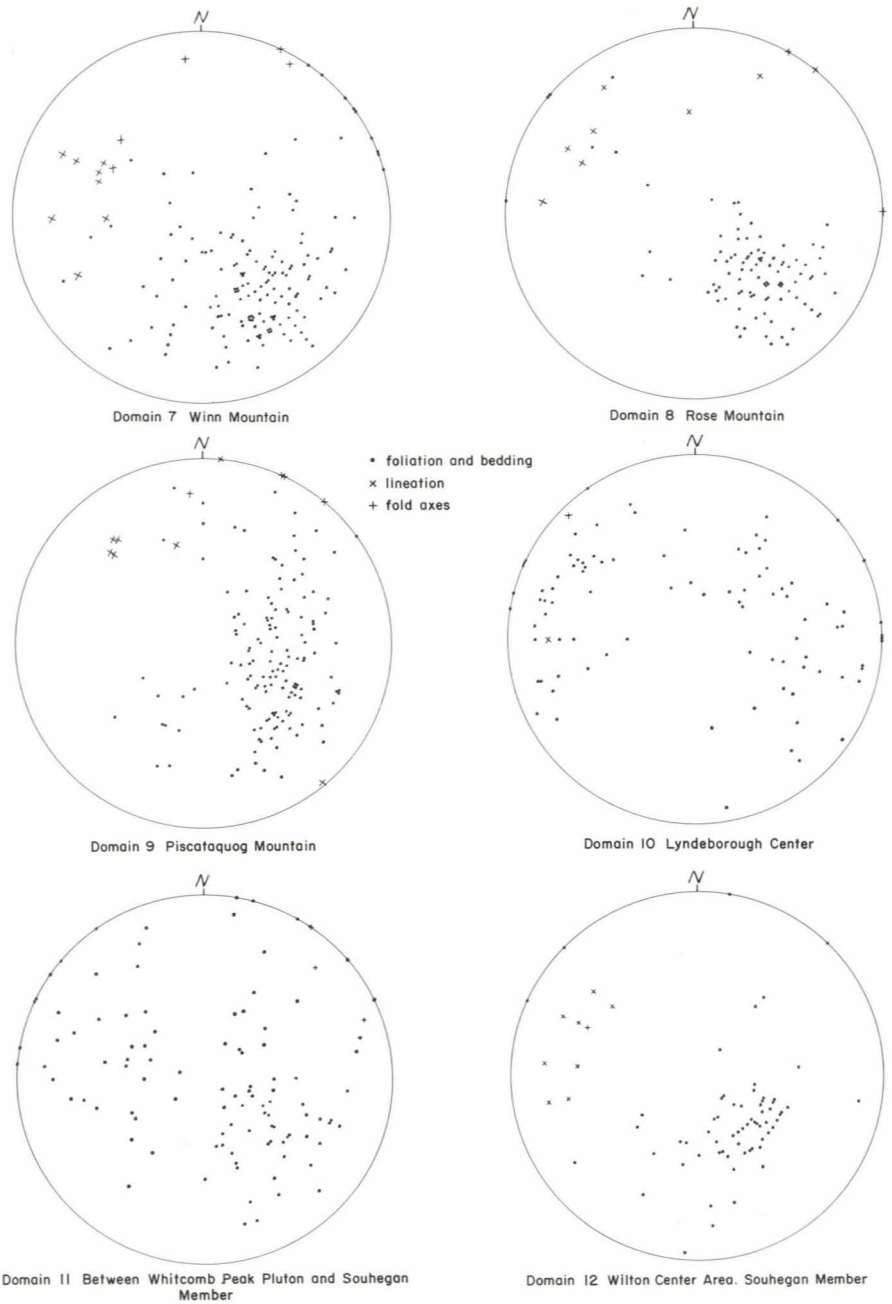 N
N
Domain 7 Winn Mountain
Domain 8 Rose Mountain
N
N
• foliation and bedding
× lineation
+ fold axes
Domain 9 Piscataquog Mountain
Domain 10 Lyndeborough Center
N
N
Domain 11 Between Whitcomb Peak Pluton and Souhegan
Member
Domain 12 Wilton Center Area. Souhegan Member